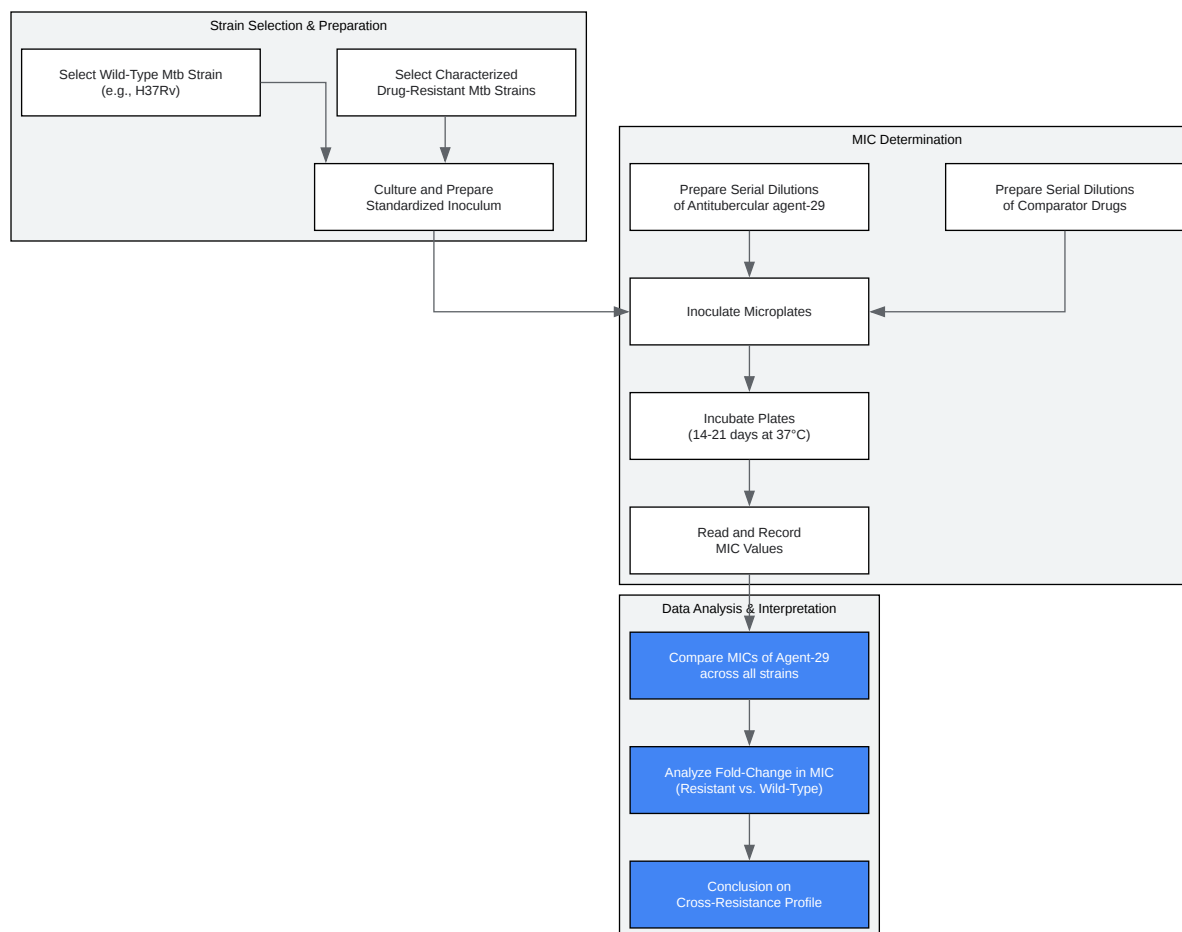 Strain Selection & Preparation
Select Wild-Type Mtb Strain
(e.g., H37Rv)
Select Characterized
Drug-Resistant Mtb Strains
Culture and Prepare
Standardized Inoculum
MIC Determination
Prepare Serial Dilutions
of Antitubercular agent-29
Prepare Serial Dilutions
of Comparator Drugs
Inoculate Microplates
Incubate Plates
(14-21 days at 37°C)
Read and Record
MIC Values
Data Analysis & Interpretation
Compare MICs of Agent-29
across all strains
Analyze Fold-Change in MIC
(Resistant vs. Wild-Type)
Conclusion on
Cross-Resistance Profile